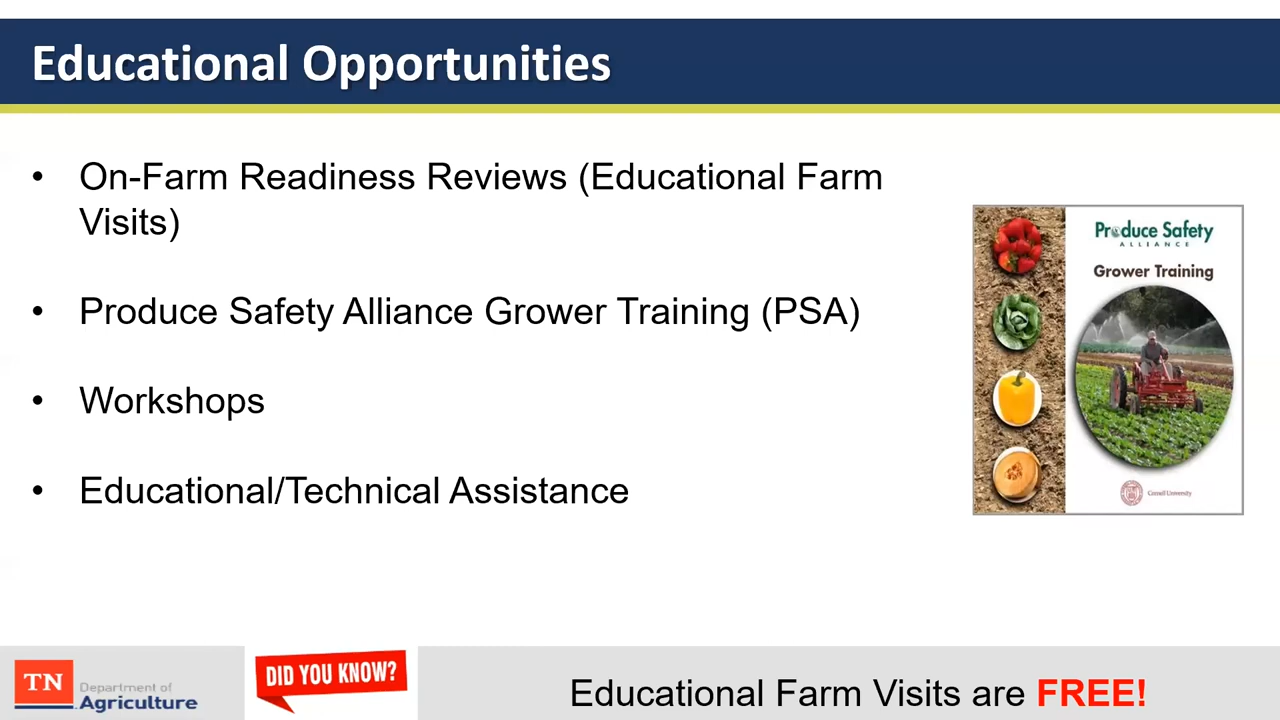 Educational Opportunities
• On-Farm Readiness Reviews (Educational Farm
Visits)
• Produce Safety Alliance Grower Training (PSA)
• Workshops
• Educational/Technical Assistance
Produce Safety
ALLIANCE
Grower Training
Cornell University
TN
Department of
Agriculture
DID YOU KNOW?
Educational Farm Visits are FREE!